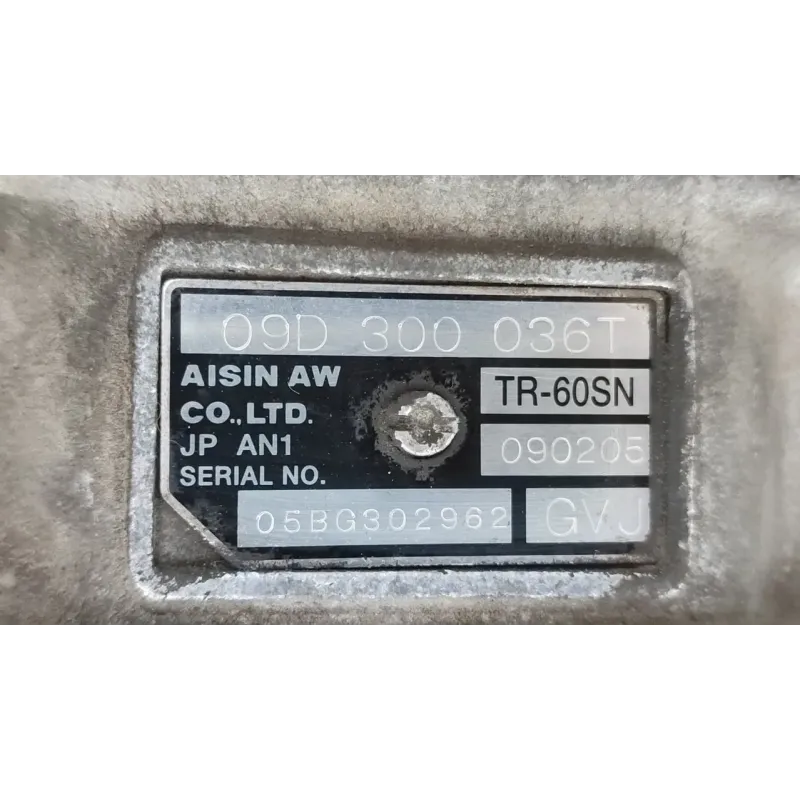 09D 300 036T
AISIN AW
CO.,LTD.
TR-60SN
JP AN1
090205
SERIAL NO.
05BG302962
GVJ